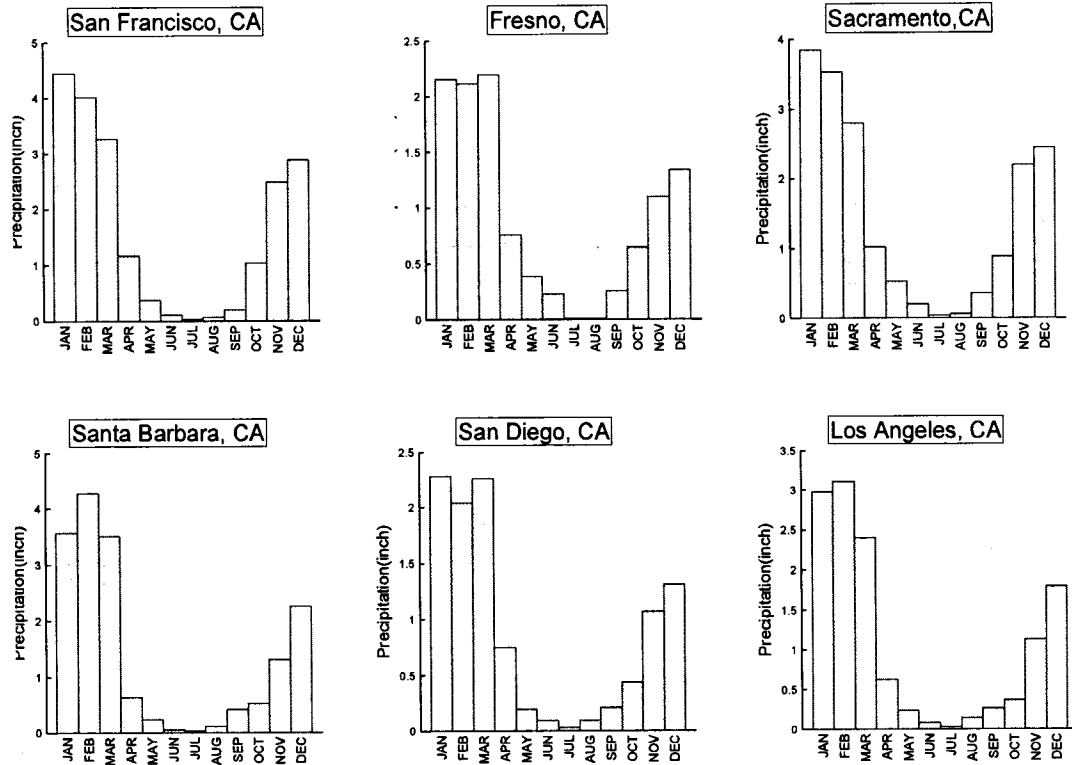 San Francisco, CA
Precipitation(inch)
5
4
3
2
1
0
JAN FEB MAR APR MAY JUN JUL AUG SEP OCT NOV DEC
Fresno, CA
2.5
2
1.5
1
0.5
0
JAN FEB MAR APR MAY JUN JUL AUG SEP OCT NOV DEC
Sacramento,CA
Precipitation(inch)
4
3
2
1
0
JAN FEB MAR APR MAY JUN JUL AUG SEP OCT NOV DEC
Santa Barbara, CA
Precipitation(inch)
5
4
3
2
1
0
JAN FEB MAR APR MAY JUN JUL AUG SEP OCT NOV DEC
San Diego, CA
Precipitation(inch)
2.5
2
1.5
1
0.5
0
JAN FEB MAR APR MAY JUN JUL AUG SEP OCT NOV DEC
Los Angeles, CA
Precipitation(inch)
3.5
3
2.5
2
1.5
1
0.5
0
JAN FEB MAR APR MAY JUN JUL AUG SEP OCT NOV DEC